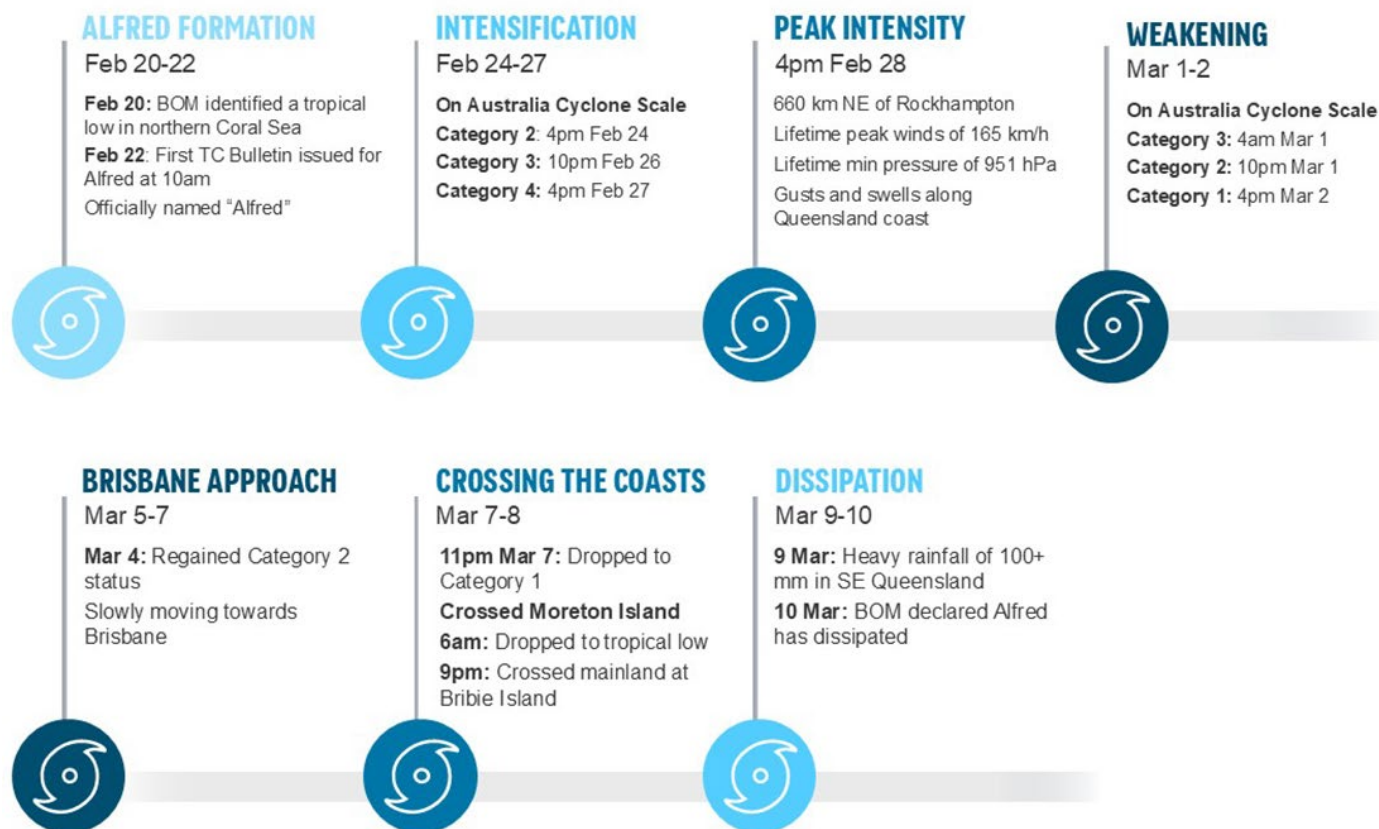 ALFRED FORMATION
Feb 20-22
Feb 20: BOM identified a tropical
low in northern Coral Sea
Feb 22: First TC Bulletin issued for
Alfred at 10am
Officially named “Alfred”
INTENSIFICATION
Feb 24-27
On Australia Cyclone Scale
Category 2: 4pm Feb 24
Category 3: 10pm Feb 26
Category 4: 4pm Feb 27
PEAK INTENSITY
4pm Feb 28
660 km NE of Rockhampton
Lifetime peak winds of 165 km/h
Lifetime min pressure of 951 hPa
Gusts and swells along
Queensland coast
WEAKENING
Mar 1-2
On Australia Cyclone Scale
Category 3: 4am Mar 1
Category 2: 10pm Mar 1
Category 1: 4pm Mar 2
BRISBANE APPROACH
Mar 5-7
Mar 4: Regained Category 2
status
Slowly moving towards
Brisbane
CROSSING THE COASTS
Mar 7-8
11pm Mar 7: Dropped to
Category 1
Crossed Moreton Island
6am: Dropped to tropical low
9pm: Crossed mainland at
Bribie Island
DISSIPATION
Mar 9-10
9 Mar: Heavy rainfall of 100+
mm in SE Queensland
10 Mar: BOM declared Alfred
has dissipated